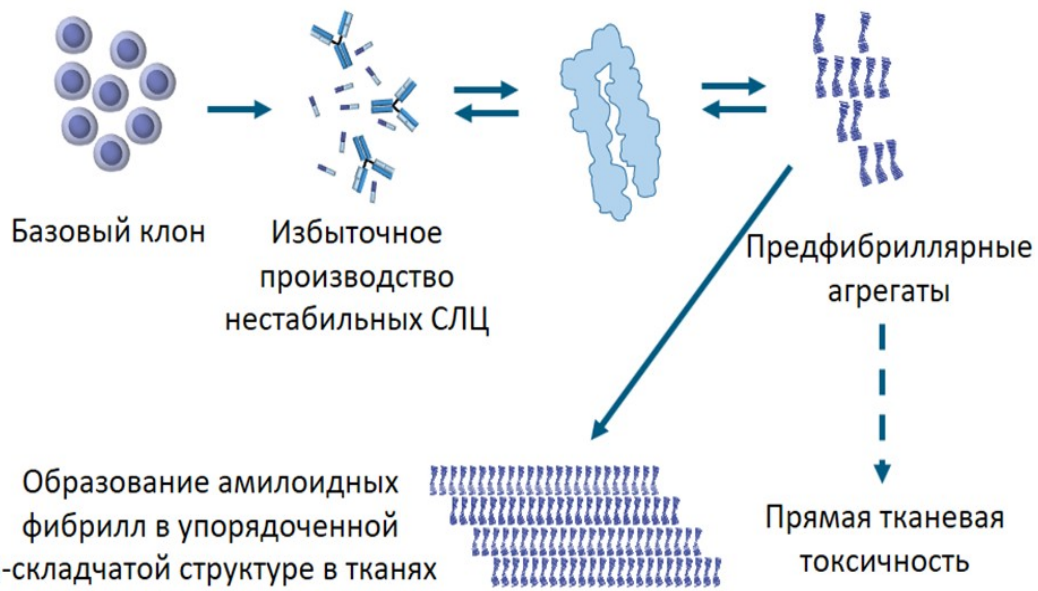 Базовый клон
Избыточное
производство
нестабильных СЛЦ
Предфибриллярные
агрегаты
Образование амилоидных
фибрилл в упорядоченной
-складчатой структуре в тканях
Прямая тканевая
токсичность